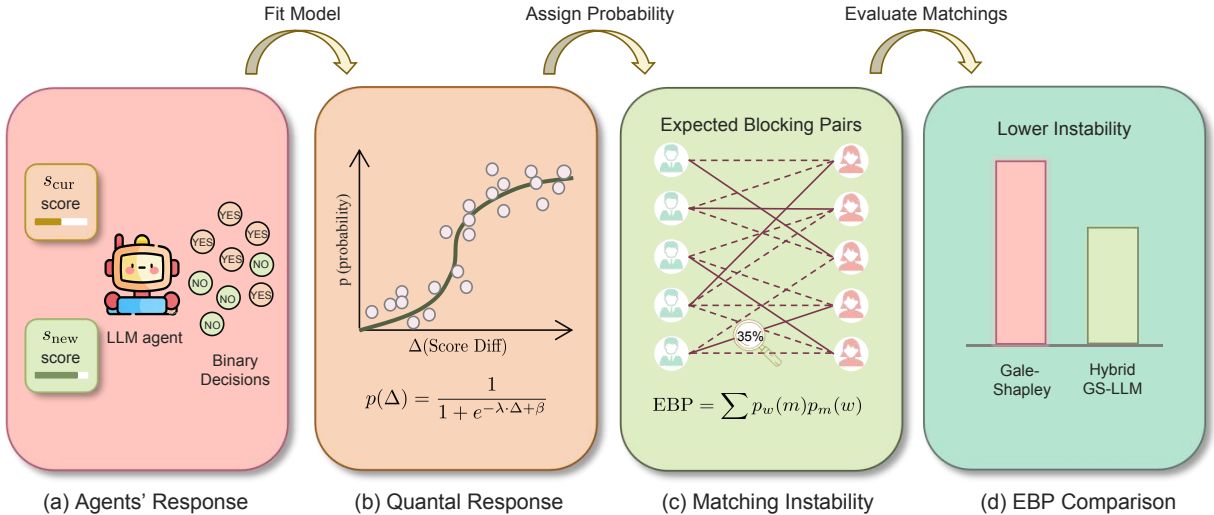 Fit Model
Assign Probability
Evaluate Matchings
s_cur
score
s_new
score
LLM agent
YES
YES
YES
YES
NO
NO
NO
YES
NO
Binary
Decisions
p (probability)
Δ(Score Diff)
p(Δ) = 1 / (1 + e^{−λ·Δ+β})
Expected Blocking Pairs
35%
EBP = ∑ p_w(m)p_m(w)
Lower Instability
Gale-
Shapley
Hybrid
GS-LLM
(a) Agents' Response
(b) Quantal Response
(c) Matching Instability
(d) EBP Comparison